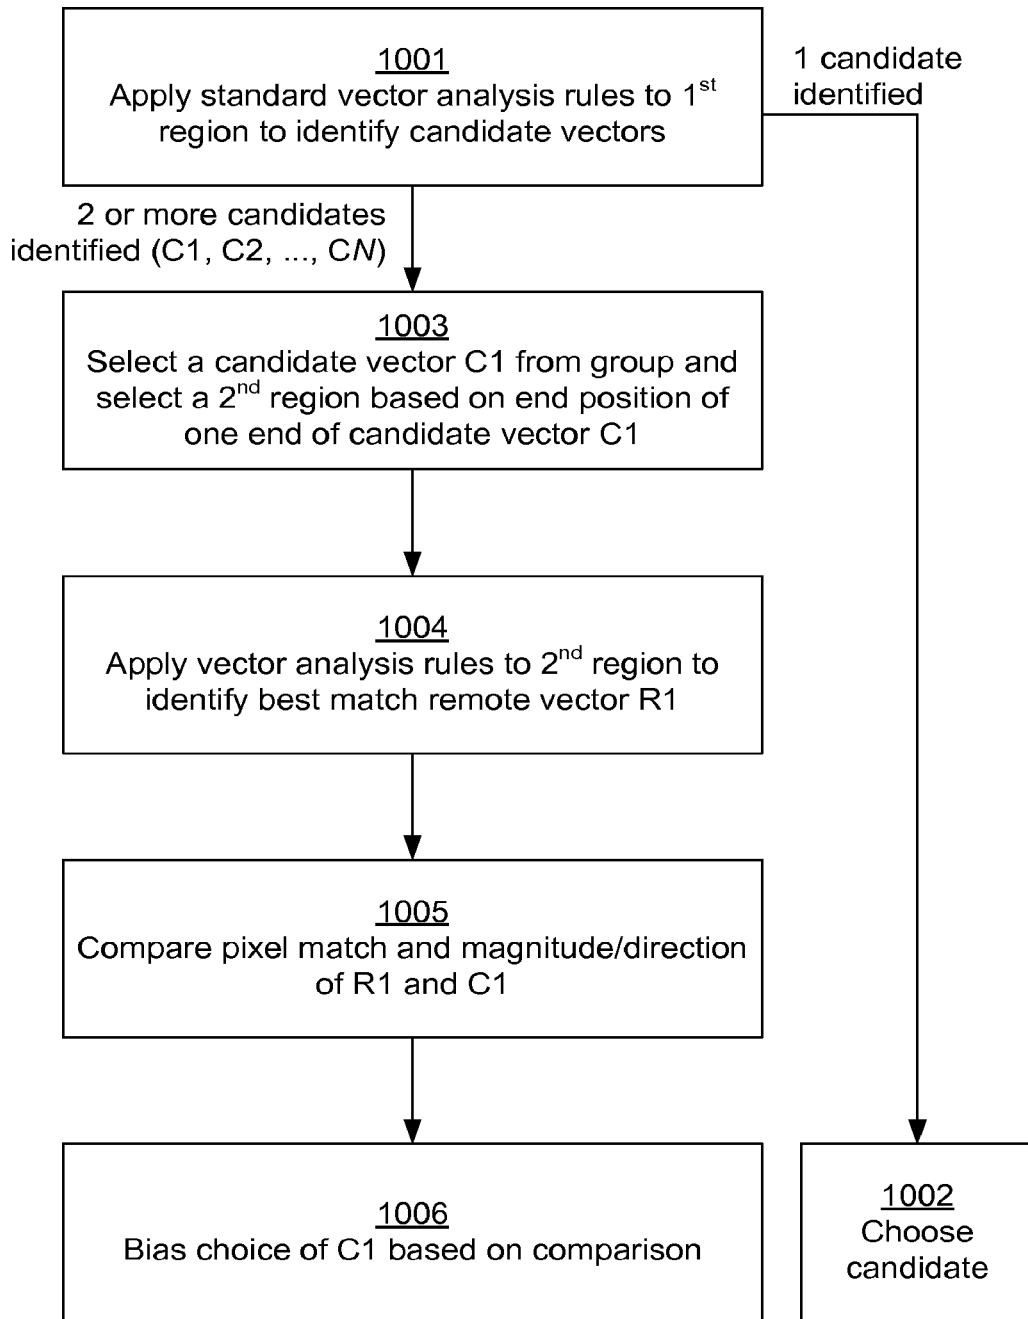 1001
Apply standard vector analysis rules to 1st
region to identify candidate vectors
1 candidate
identified
2 or more candidates
identified (C1, C2, ..., CN)
1003
Select a candidate vector C1 from group and
select a 2nd region based on end position of
one end of candidate vector C1
1004
Apply vector analysis rules to 2nd region to
identify best match remote vector R1
1005
Compare pixel match and magnitude/direction
of R1 and C1
1006
Bias choice of C1 based on comparison
1002
Choose
candidate